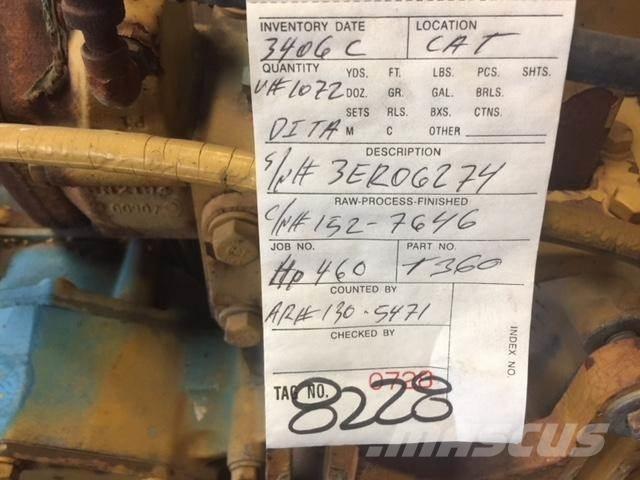 INVENTORY DATE LOCATION
3406 C CAT
QUANTITY YDS. FT. LBS. PCS. SHTS.
V#1072 DOZ. GR. GAL. BRLS.
SETS RLS. BXS. CTNS.
DITA M C OTHER
DESCRIPTION
S/N# 3ER06274
RAW-PROCESS-FINISHED
C/N# 152-7646
JOB NO. PART NO.
Hp 460 T360
COUNTED BY
AR# 130-5471
CHECKED BY
INDEX NO.
TAG NO. 0728
8228
MASCUS